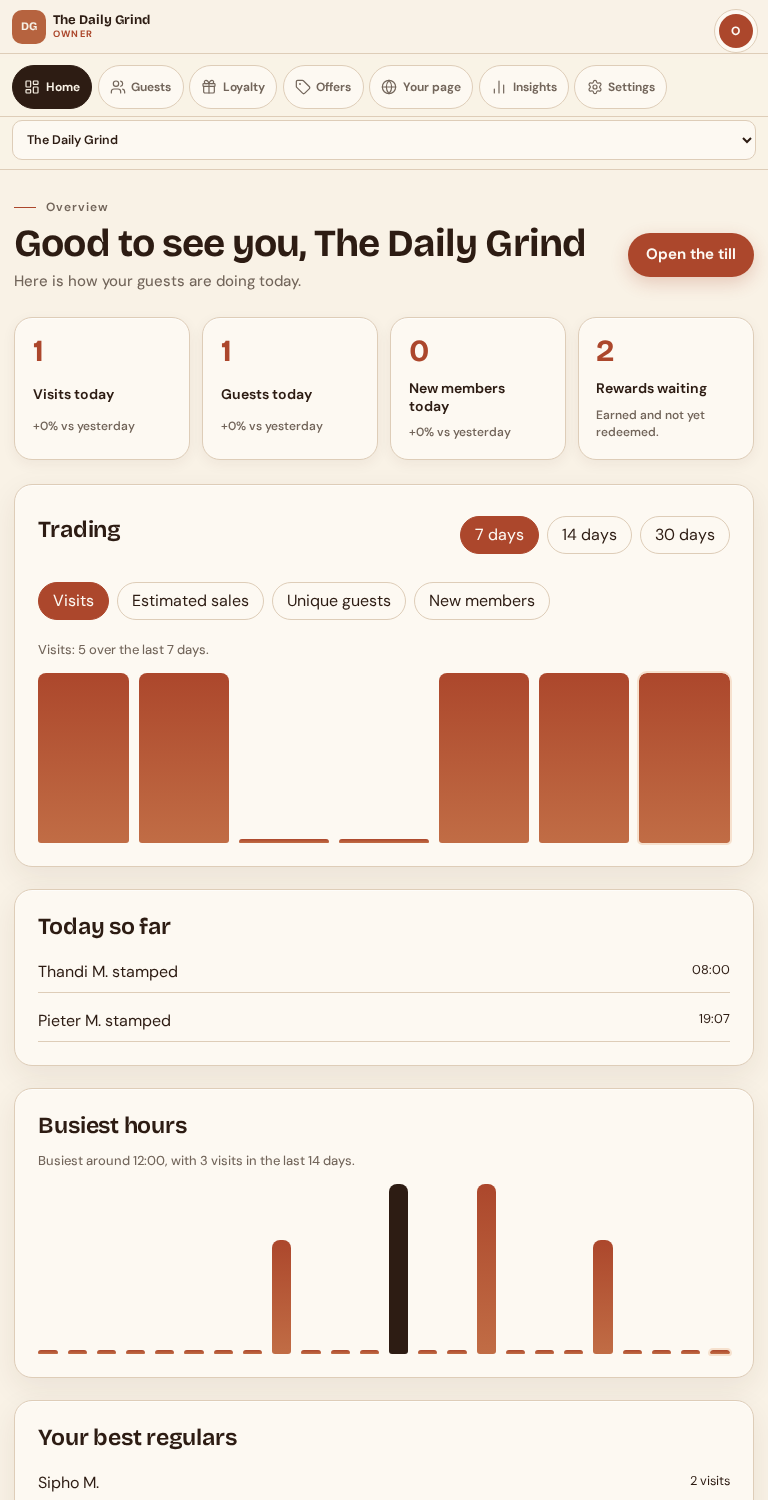 DG
The Daily Grind
OWNER
O
Home
Guests
Loyalty
Offers
Your page
Insights
Settings
The Daily Grind
Overview
Good to see you, The Daily Grind
Open the till
Here is how your guests are doing today.
1
Visits today
+0% vs yesterday
1
Guests today
+0% vs yesterday
0
New members
today
+0% vs yesterday
2
Rewards waiting
Earned and not yet
redeemed.
Trading
7 days
14 days
30 days
Visits
Estimated sales
Unique guests
New members
Visits: 5 over the last 7 days.
Today so far
Thandi M. stamped
08:00
Pieter M. stamped
19:07
Busiest hours
Busiest around 12:00, with 3 visits in the last 14 days.
Your best regulars
Sipho M.
2 visits